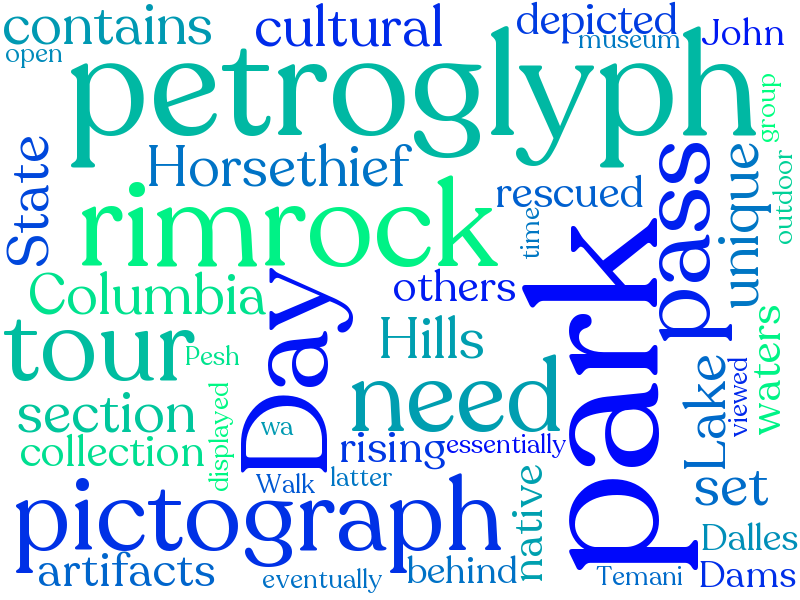 contains
cultural
depicted
museum
John
open
petroglyph
group
State
Horsethief
rescued
pass
unique
outdoor
rimrock
time
park
Columbia
Day
others
tour
Pesh
Hills
waters
need
Lake
viewed
section
displayed
wa
collection
rising
essentially
Walk
latter
native
set
pictograph
Dalles
artifacts
eventually
behind
Temani
Dams